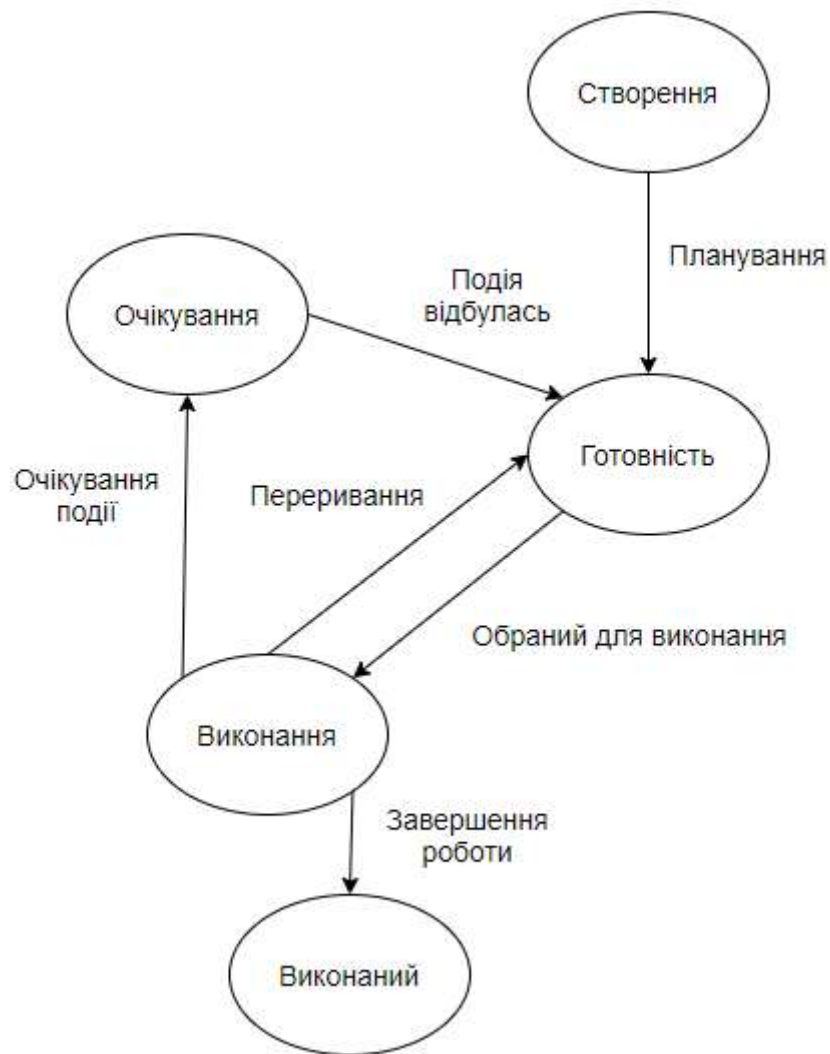 Створення
Планування
Подія
відбулась
Очікування
Готовність
Очікування
події
Переривання
Обраний для виконання
Виконання
Завершення
роботи
Виконаний